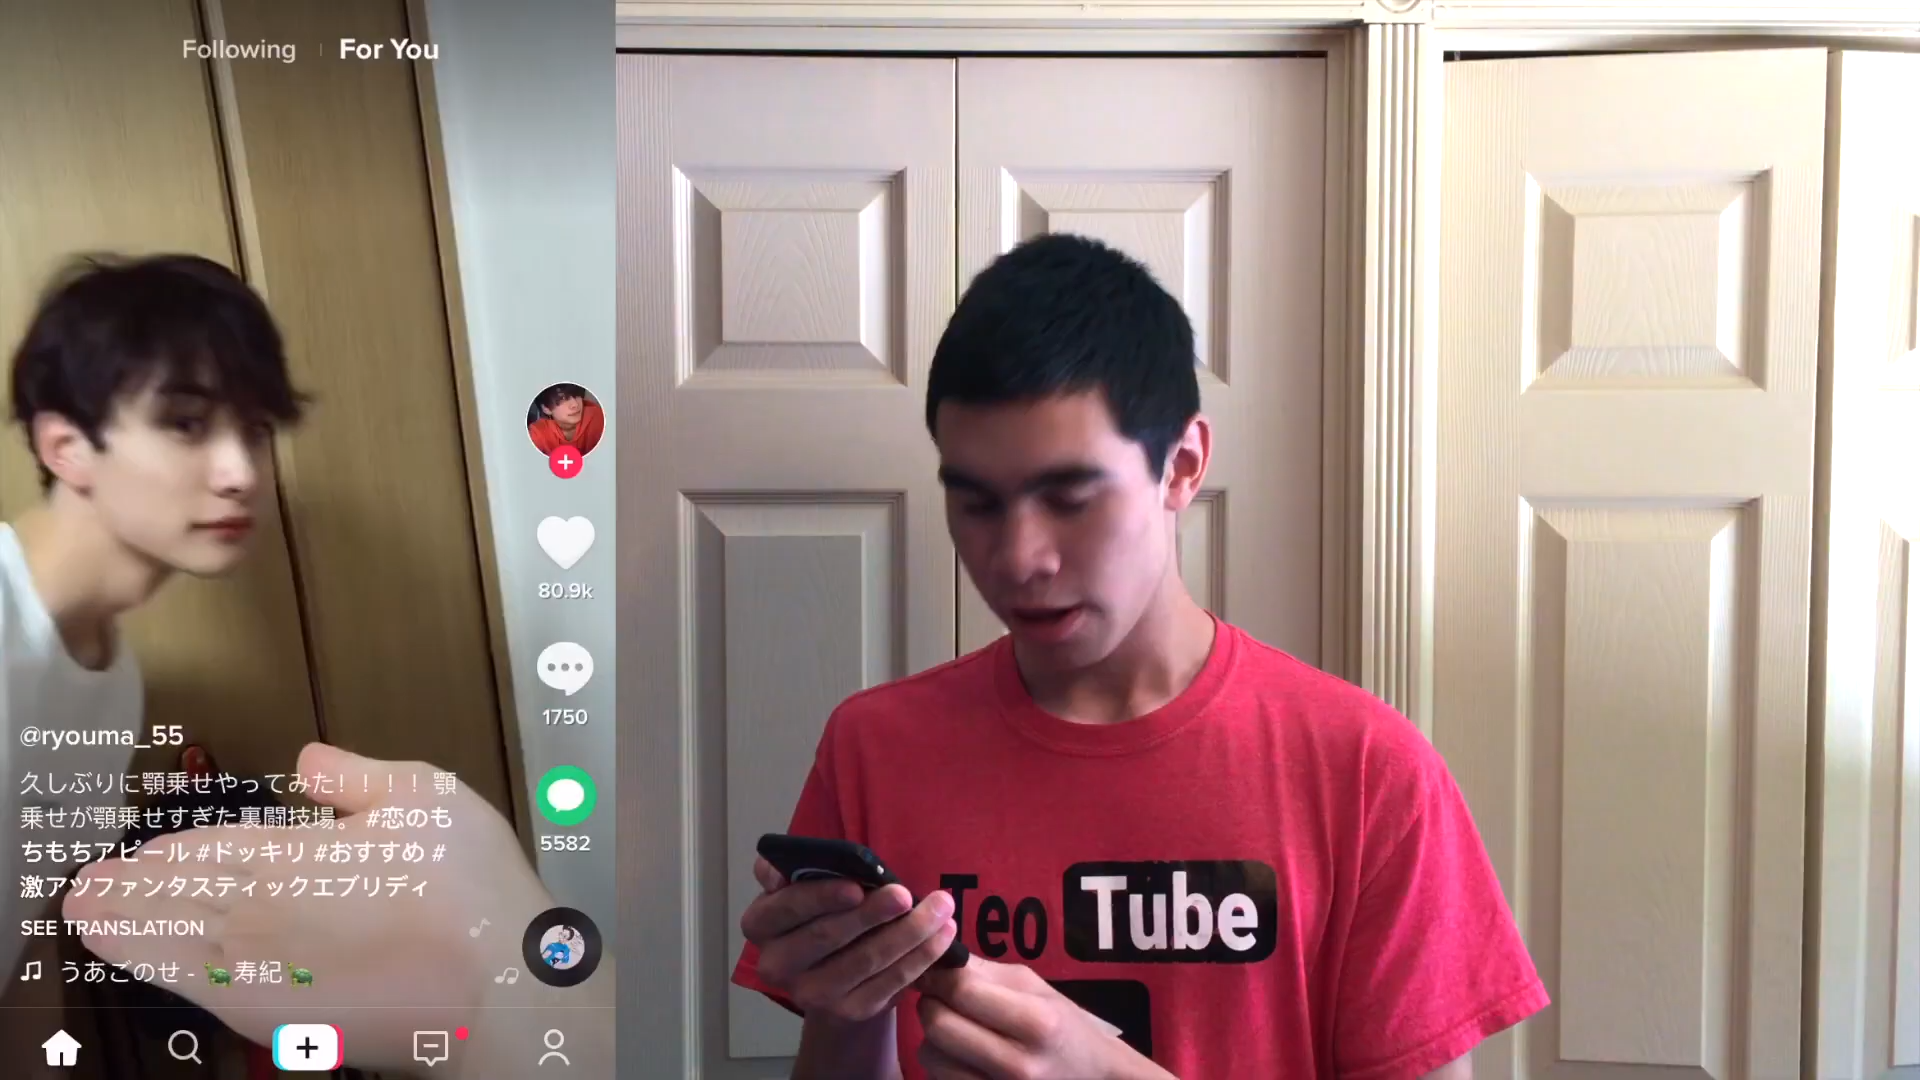 Following
For You
80.9k
1750
5582
@ryouma_55
久しぶりに顎乗せやってみた！！！！顎
乗せが顎乗せすぎた裏闘技場。 #恋のも
ちもちアピール #ドッキリ #おすすめ #
激アツファンタスティックエブリディ
SEE TRANSLATION
うあごのせ - 🐢寿紀🐢
Teo Tube